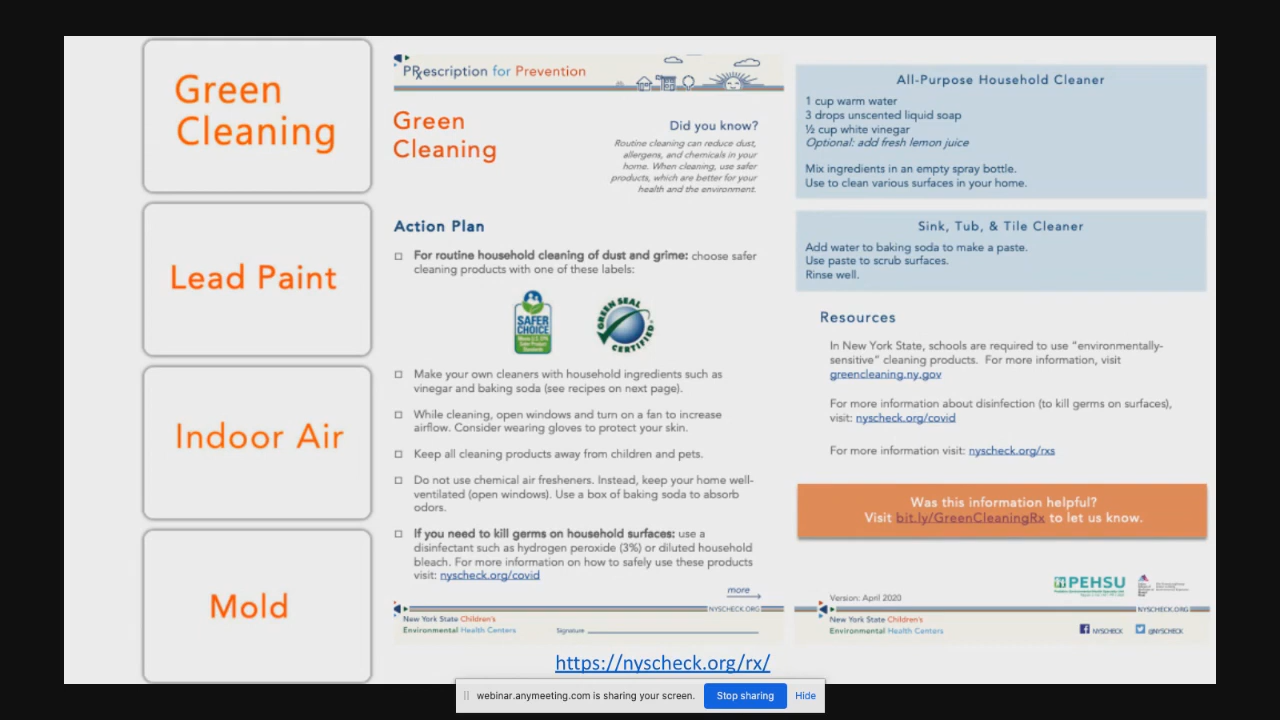 Green
Cleaning
Lead Paint
Indoor Air
Mold
PRxescription for Prevention
Green
Cleaning
Did you know?
Routine cleaning can reduce dust,
allergens, and chemicals in your
home. When cleaning, use safer
products, which are better for your
health and the environment.
Action Plan
For routine household cleaning of dust and grime: choose safer
cleaning products with one of these labels:
SAFER
CHOICE
GREEN SEAL
CERTIFIED
Make your own cleaners with household ingredients such as
vinegar and baking soda (see recipes on next page).
While cleaning, open windows and turn on a fan to increase
airflow. Consider wearing gloves to protect your skin.
Keep all cleaning products away from children and pets.
Do not use chemical air fresheners. Instead, keep your home well-
ventilated (open windows). Use a box of baking soda to absorb
odors.
If you need to kill germs on household surfaces: use a
disinfectant such as hydrogen peroxide (3%) or diluted household
bleach. For more information on how to safely use these products
visit: nyscheck.org/covid
more
NYSCHECK.ORG
New York State Children's
Environmental Health Centers
Signature
All-Purpose Household Cleaner
1 cup warm water
3 drops unscented liquid soap
½ cup white vinegar
Optional: add fresh lemon juice
Mix ingredients in an empty spray bottle.
Use to clean various surfaces in your home.
Sink, Tub, & Tile Cleaner
Add water to baking soda to make a paste.
Use paste to scrub surfaces.
Rinse well.
Resources
In New York State, schools are required to use "environmentally-
sensitive" cleaning products. For more information, visit
greencleaning.ny.gov
For more information about disinfection (to kill germs on surfaces),
visit: nyscheck.org/covid
For more information visit: nyscheck.org/rxs
Was this information helpful?
Visit bit.ly/GreenCleaningRx to let us know.
PEHSU
Version: April 2020
NYSCHECK.ORG
New York State Children's
Environmental Health Centers
NYSCHECK
@NYSCHECK
https://nyscheck.org/rx/
webinar.anymeeting.com is sharing your screen.
Stop sharing
Hide